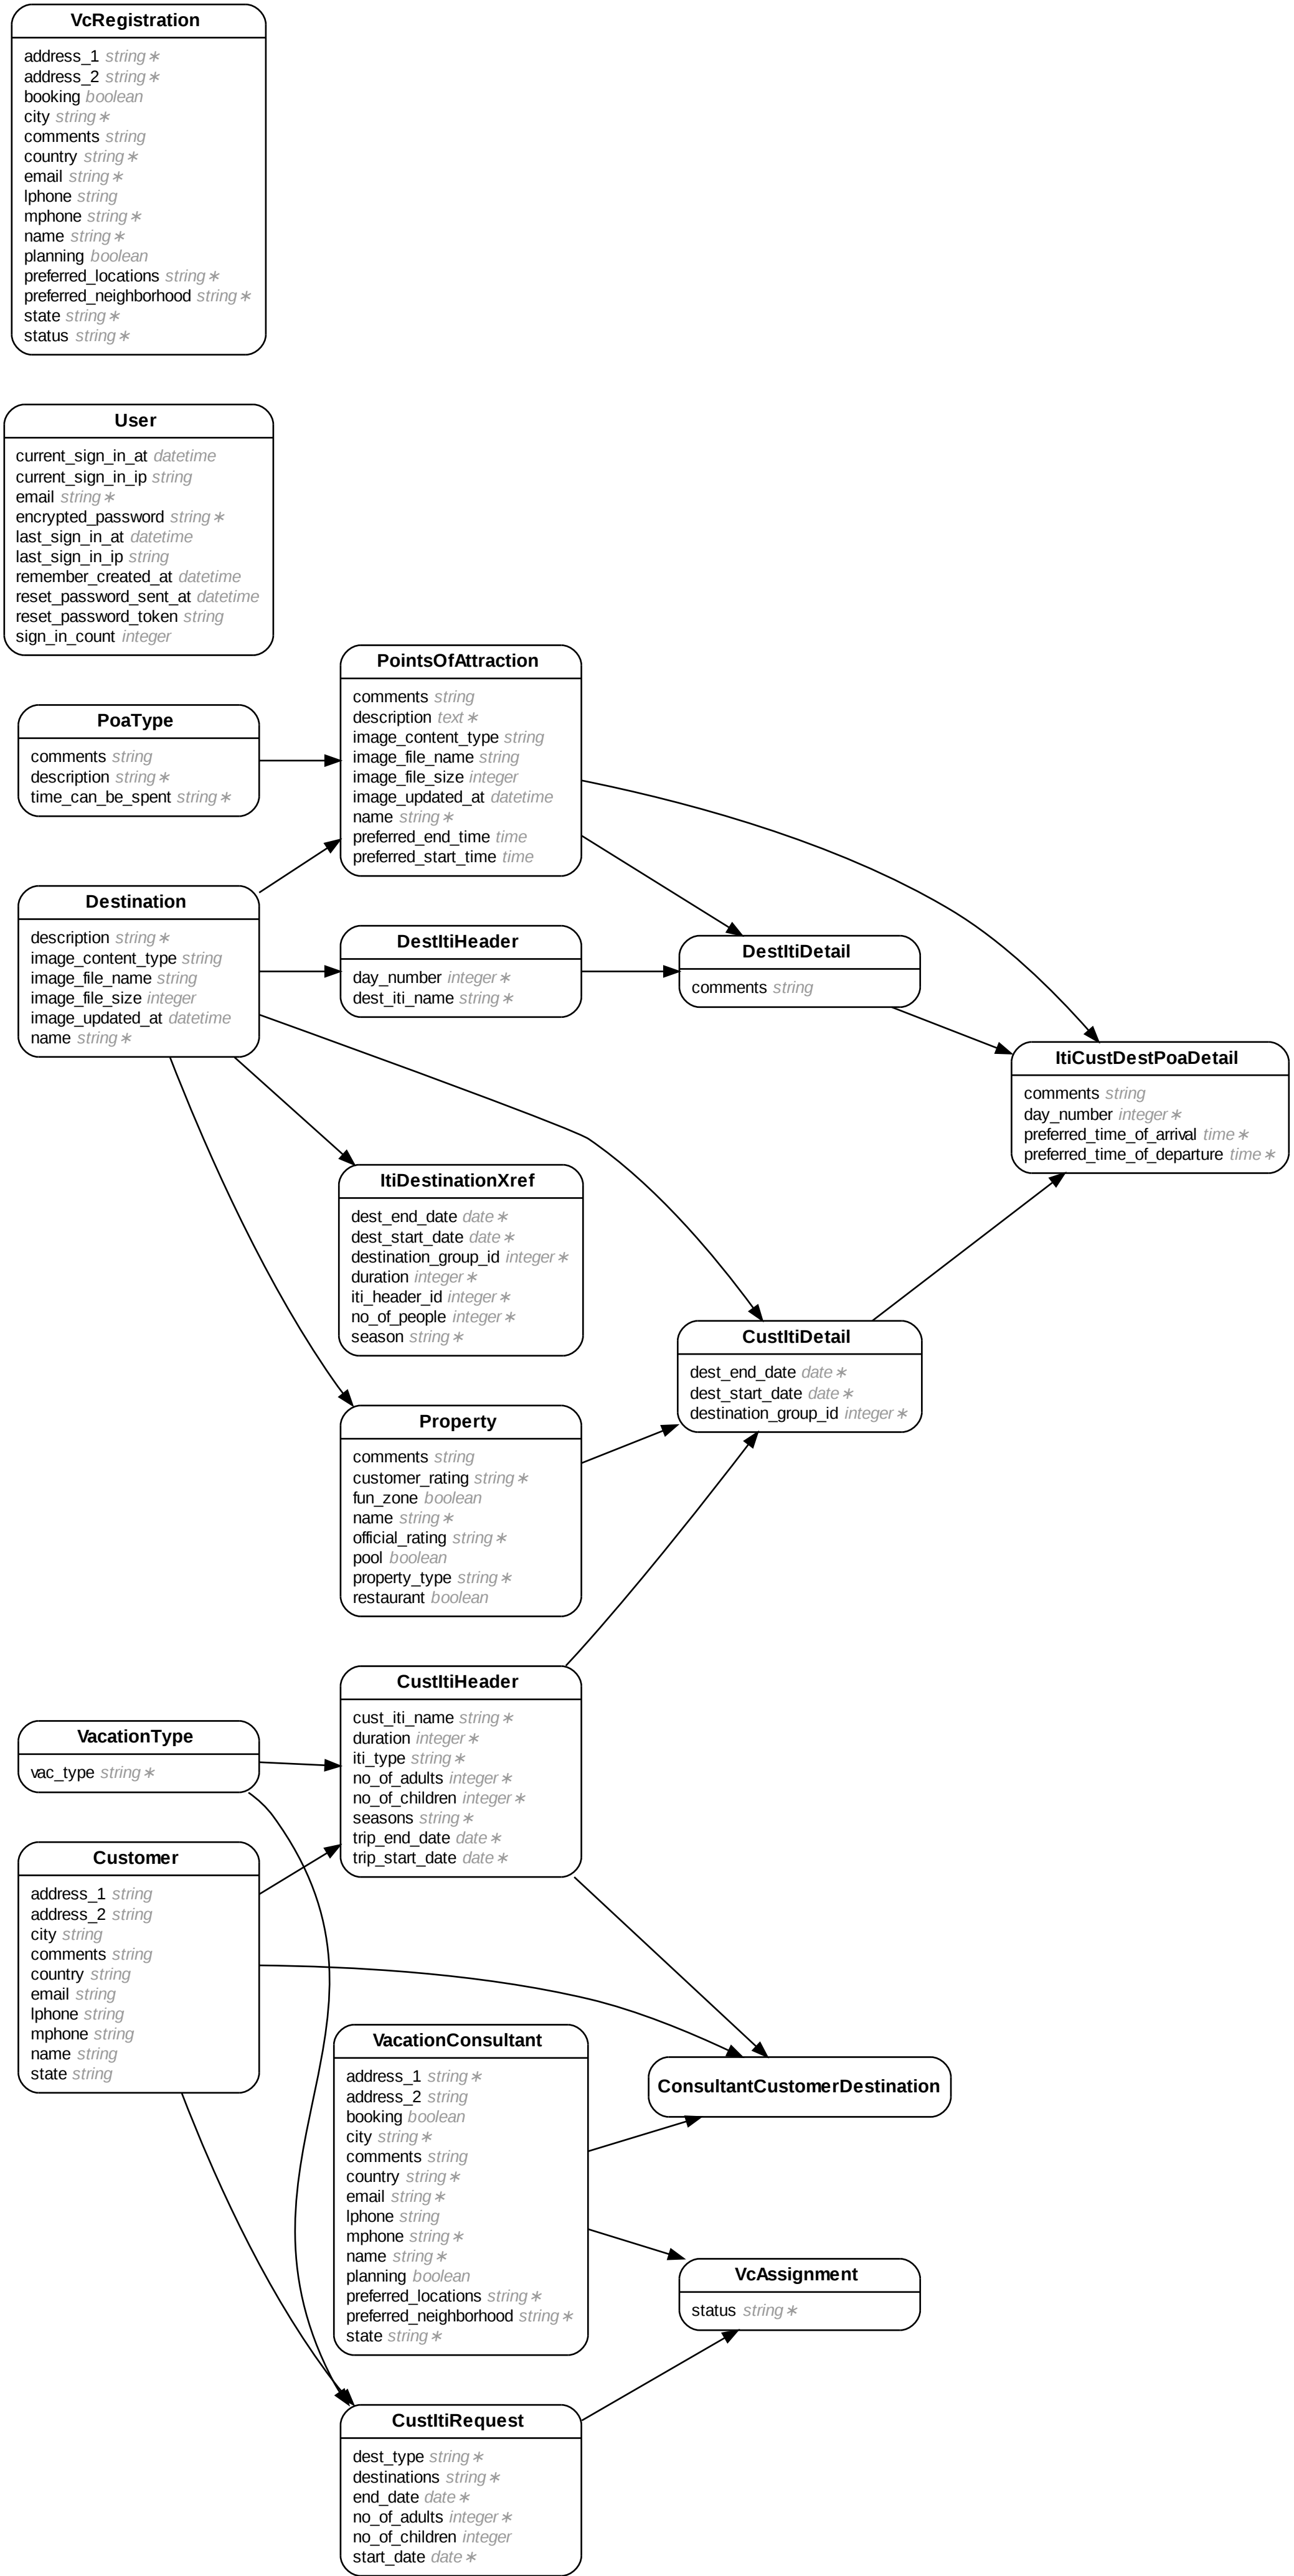 VcRegistration
address_1 string∗
address_2 string∗
booking boolean
city string∗
comments string
country string∗
email string∗
lphone string
mphone string∗
name string∗
planning boolean
preferred_locations string∗
preferred_neighborhood string∗
state string∗
status string∗
User
current_sign_in_at datetime
current_sign_in_ip string
email string∗
encrypted_password string∗
last_sign_in_at datetime
last_sign_in_ip string
remember_created_at datetime
reset_password_sent_at datetime
reset_password_token string
sign_in_count integer
PointsOfAttraction
comments string
description text∗
image_content_type string
image_file_name string
image_file_size integer
image_updated_at datetime
name string∗
preferred_end_time time
preferred_start_time time
PoaType
comments string
description string∗
time_can_be_spent string∗
Destination
description string∗
image_content_type string
image_file_name string
image_file_size integer
image_updated_at datetime
name string∗
DestItiHeader
day_number integer∗
dest_iti_name string∗
DestItiDetail
comments string
ItiCustDestPoaDetail
comments string
day_number integer∗
preferred_time_of_arrival time∗
preferred_time_of_departure time∗
ItiDestinationXref
dest_end_date date∗
dest_start_date date∗
destination_group_id integer∗
duration integer∗
iti_header_id integer∗
no_of_people integer∗
season string∗
CustItiDetail
dest_end_date date∗
dest_start_date date∗
destination_group_id integer∗
Property
comments string
customer_rating string∗
fun_zone boolean
name string∗
official_rating string∗
pool boolean
property_type string∗
restaurant boolean
CustItiHeader
cust_iti_name string∗
duration integer∗
iti_type string∗
no_of_adults integer∗
no_of_children integer∗
seasons string∗
trip_end_date date∗
trip_start_date date∗
VacationType
vac_type string∗
Customer
address_1 string
address_2 string
city string
comments string
country string
email string
lphone string
mphone string
name string
state string
VacationConsultant
address_1 string∗
address_2 string
booking boolean
city string∗
comments string
country string∗
email string∗
lphone string
mphone string∗
name string∗
planning boolean
preferred_locations string∗
preferred_neighborhood string∗
state string∗
ConsultantCustomerDestination
VcAssignment
status string∗
CustItiRequest
dest_type string∗
destinations string∗
end_date date∗
no_of_adults integer∗
no_of_children integer
start_date date∗